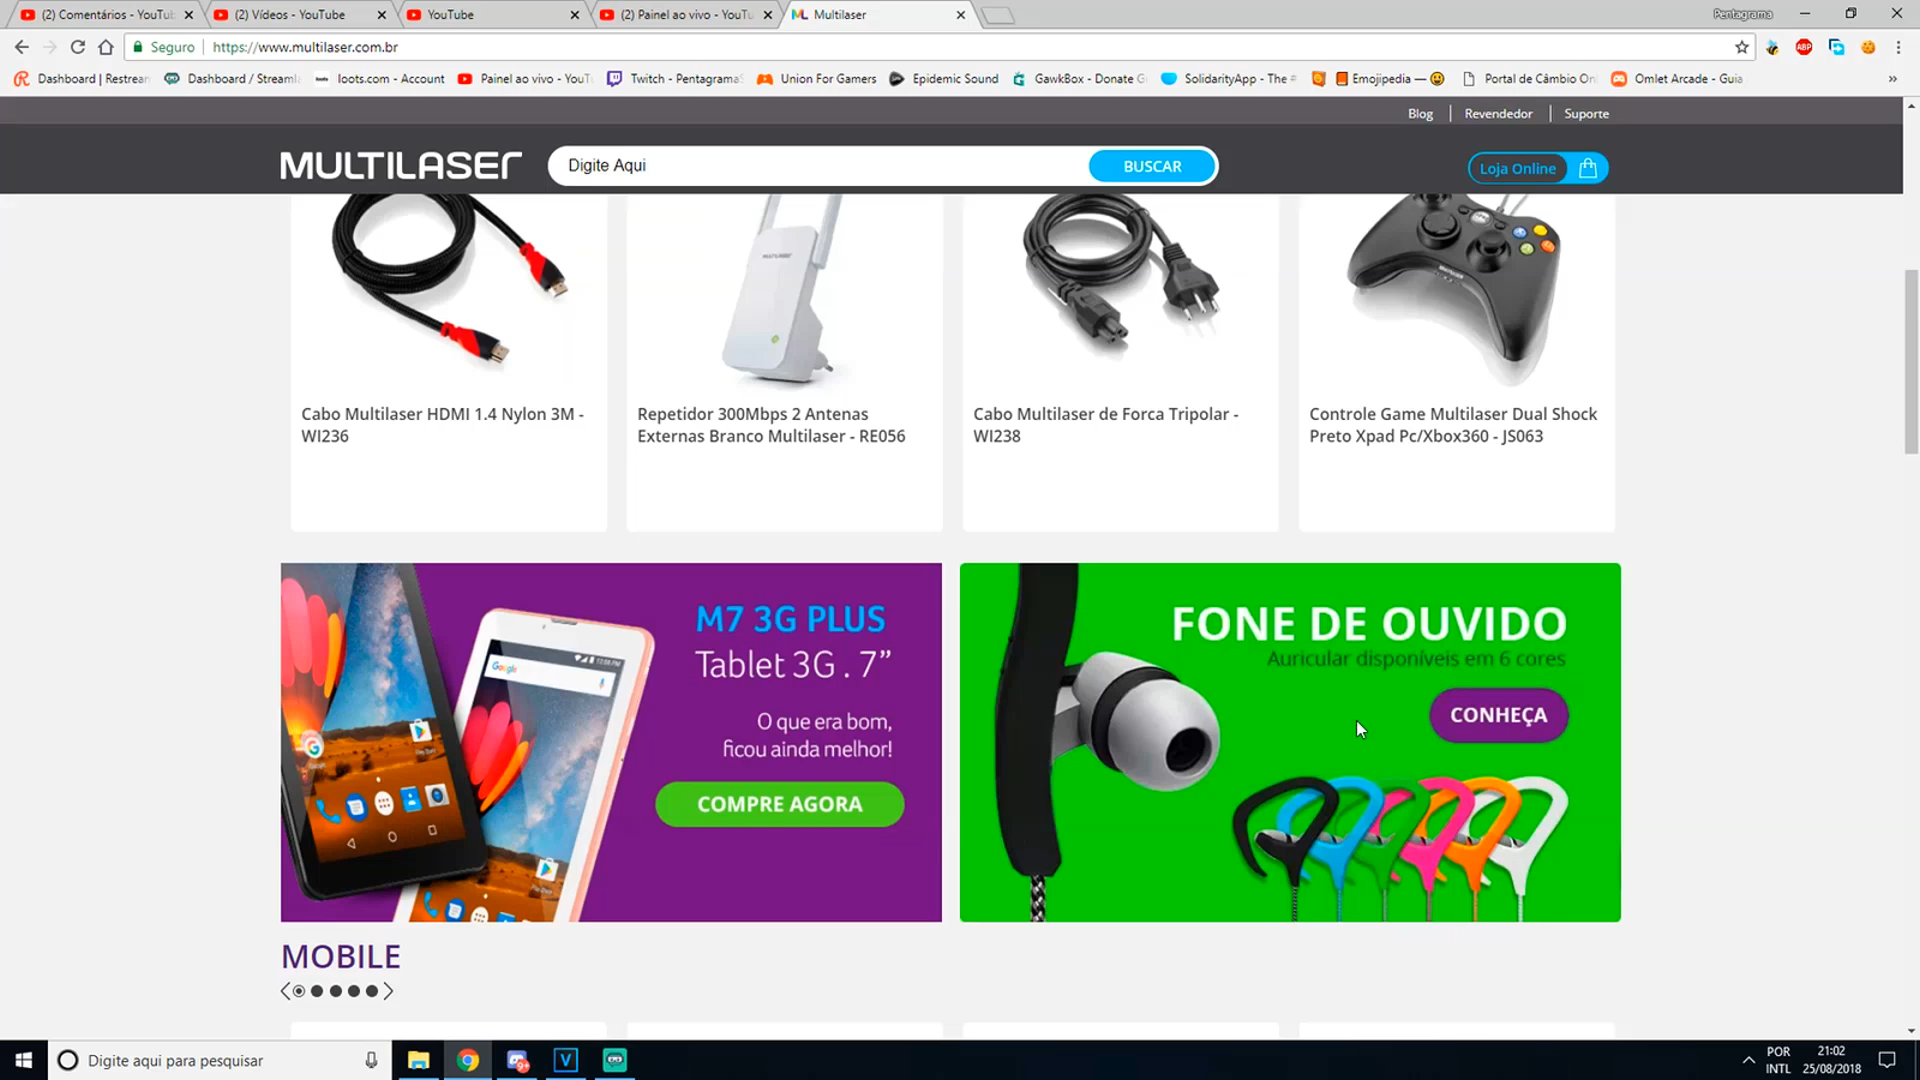 (2) Comentários - YouTub
(2) Vídeos - YouTube
YouTube
(2) Painel ao vivo - YouTu
Multilaser
Pentagrama
Seguro
https://www.multilaser.com.br
Dashboard | Restrean
Dashboard / Streamla
loots.com - Account
Painel ao vivo - YouT
Twitch - PentagramaS
Union For Gamers
Epidemic Sound
GawkBox - Donate G
SolidarityApp - The #
Emojipedia —
Portal de Câmbio On
Omlet Arcade - Guia
Blog
Revendedor
Suporte
MULTILASER
Digite Aqui
BUSCAR
Loja Online
Cabo Multilaser HDMI 1.4 Nylon 3M -
WI236
Repetidor 300Mbps 2 Antenas
Externas Branco Multilaser - RE056
Cabo Multilaser de Forca Tripolar -
WI238
Controle Game Multilaser Dual Shock
Preto Xpad Pc/Xbox360 - JS063
M7 3G PLUS
Tablet 3G . 7”
O que era bom,
ficou ainda melhor!
COMPRE AGORA
Google
FONE DE OUVIDO
Auricular disponíveis em 6 cores
CONHEÇA
MOBILE
Digite aqui para pesquisar
POR
INTL
21:02
25/08/2018